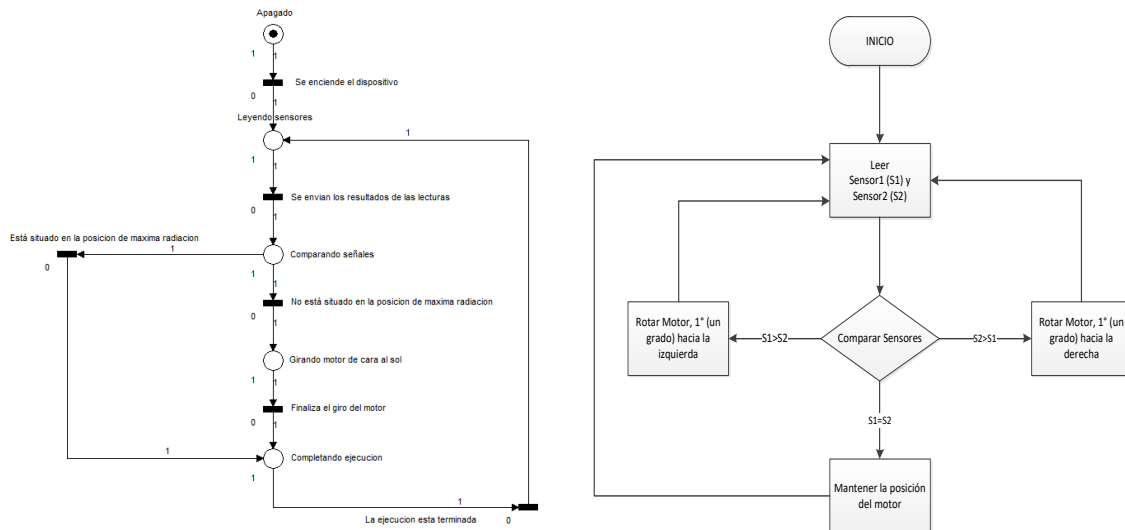 Apagado
1
1
Se enciende el dispositivo
0
1
Leyendo sensores
1
1
1
Se envian los resultados de las lecturas
0
1
Está situado en la posicion de maxima radiacion
1
0
Comparando señales
1
1
No está situado en la posicion de maxima radiacion
0
1
Girando motor de cara al sol
1
1
Finaliza el giro del motor
0
1
1
Completando ejecucion
1
1
La ejecucion esta terminada
0
INICIO
Leer
Sensor1 (S1) y
Sensor2 (S2)
Rotar Motor, 1° (un
grado) hacia la
izquierda
S1>S2
Comparar Sensores
S2>S1
Rotar Motor, 1° (un
grado) hacia la
derecha
S1=S2
Mantener la posición
del motor